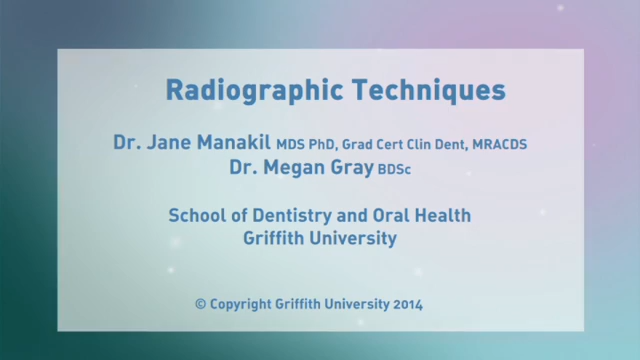 Radiographic Techniques
Dr. Jane Manakil MDS PhD, Grad Cert Clin Dent, MRACDS
Dr. Megan Gray BDSc
School of Dentistry and Oral Health
Griffith University
© Copyright Griffith University 2014